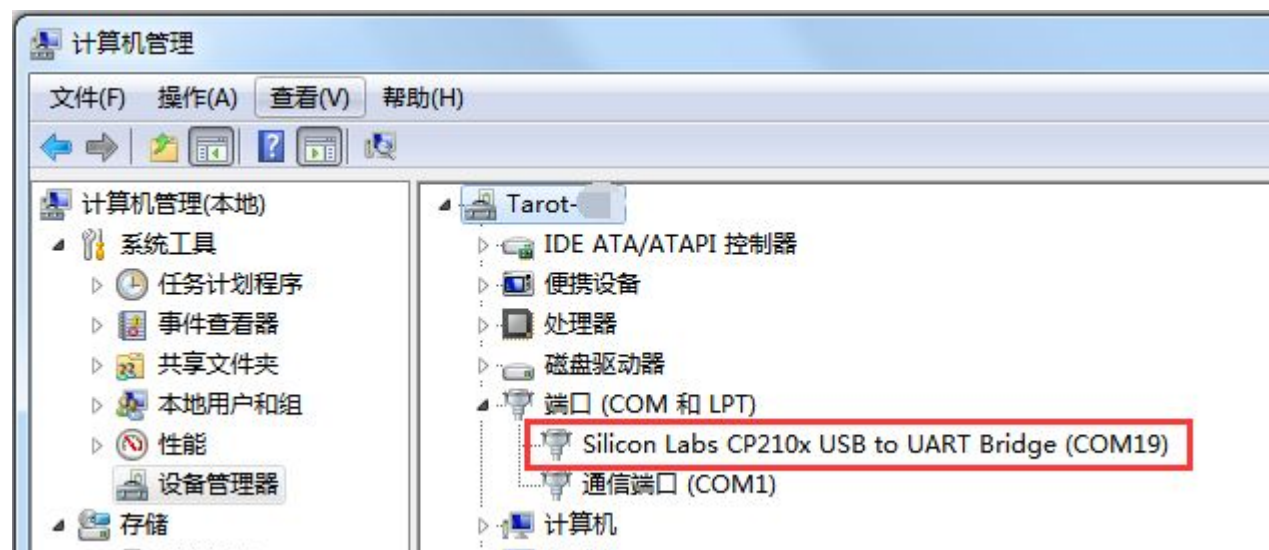 计算机管理
文件(F) 操作(A) 查看(V) 帮助(H)
计算机管理(本地)
系统工具
任务计划程序
事件查看器
共享文件夹
本地用户和组
性能
设备管理器
存储
Tarot-
IDE ATA/ATAPI 控制器
便携设备
处理器
磁盘驱动器
端口 (COM 和 LPT)
Silicon Labs CP210x USB to UART Bridge (COM19)
通信端口 (COM1)
计算机